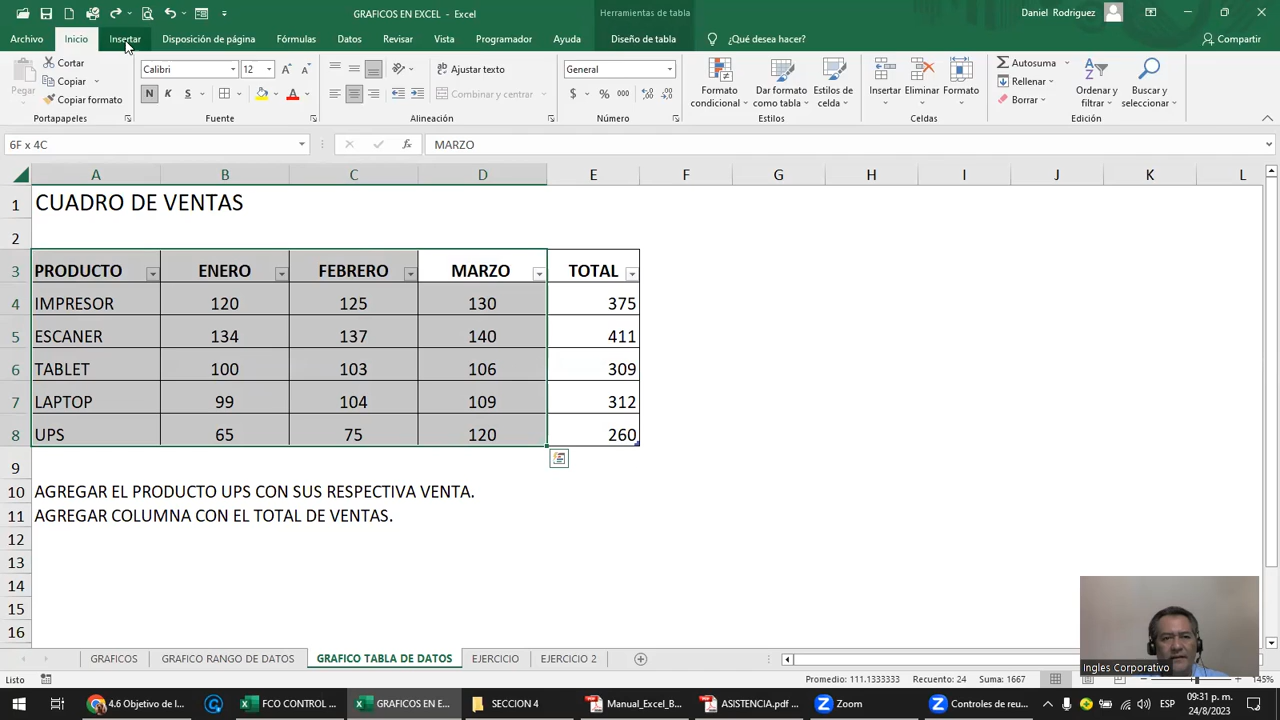 GRAFICOS EN EXCEL - Excel
Herramientas de tabla
Daniel Rodriguez
Archivo Inicio Insertar Disposición de página Fórmulas Datos Revisar Vista Programador Ayuda Diseño de tabla ¿Qué desea hacer? Compartir
Pegar
Cortar
Copiar
Copiar formato
Portapapeles
Calibri 12
N K S
Fuente
Ajustar texto
Combinar y centrar
Alineación
General
$ % 000
Número
Formato condicional
Dar formato como tabla
Estilos de celda
Estilos
Insertar Eliminar Formato
Celdas
Autosuma
Rellenar
Borrar
Ordenar y filtrar
Buscar y seleccionar
Edición
6F x 4C fx MARZO
A B C D E F G H I J K L
1 CUADRO DE VENTAS
2
3 PRODUCTO ENERO FEBRERO MARZO TOTAL
4 IMPRESOR 120 125 130 375
5 ESCANER 134 137 140 411
6 TABLET 100 103 106 309
7 LAPTOP 99 104 109 312
8 UPS 65 75 120 260
9
10 AGREGAR EL PRODUCTO UPS CON SUS RESPECTIVA VENTA.
11 AGREGAR COLUMNA CON EL TOTAL DE VENTAS.
12
13
14
15
16
Ingles Corporativo
GRAFICOS GRAFICO RANGO DE DATOS GRAFICO TABLA DE DATOS EJERCICIO EJERCICIO 2
Listo Promedio: 111.1333333 Recuento: 24 Suma: 1667 145%
4.6 Objetivo de l... FCO CONTROL ... GRAFICOS EN E... SECCION 4 Manual_Excel_B... ASISTENCIA.pdf ... Zoom Controles de reu... ESP 09:31 p. m.
24/8/2023